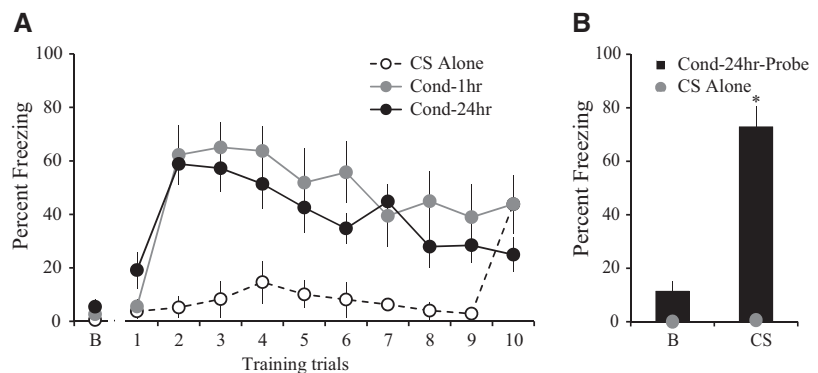 A
Percent Freezing
100
80
60
40
20
0
CS Alone
Cond-1hr
Cond-24hr
B 1 2 3 4 5 6 7 8 9 10
Training trials
B
Percent Freezing
100
80
60
40
20
0
Cond-24hr-Probe
CS Alone
*
B CS